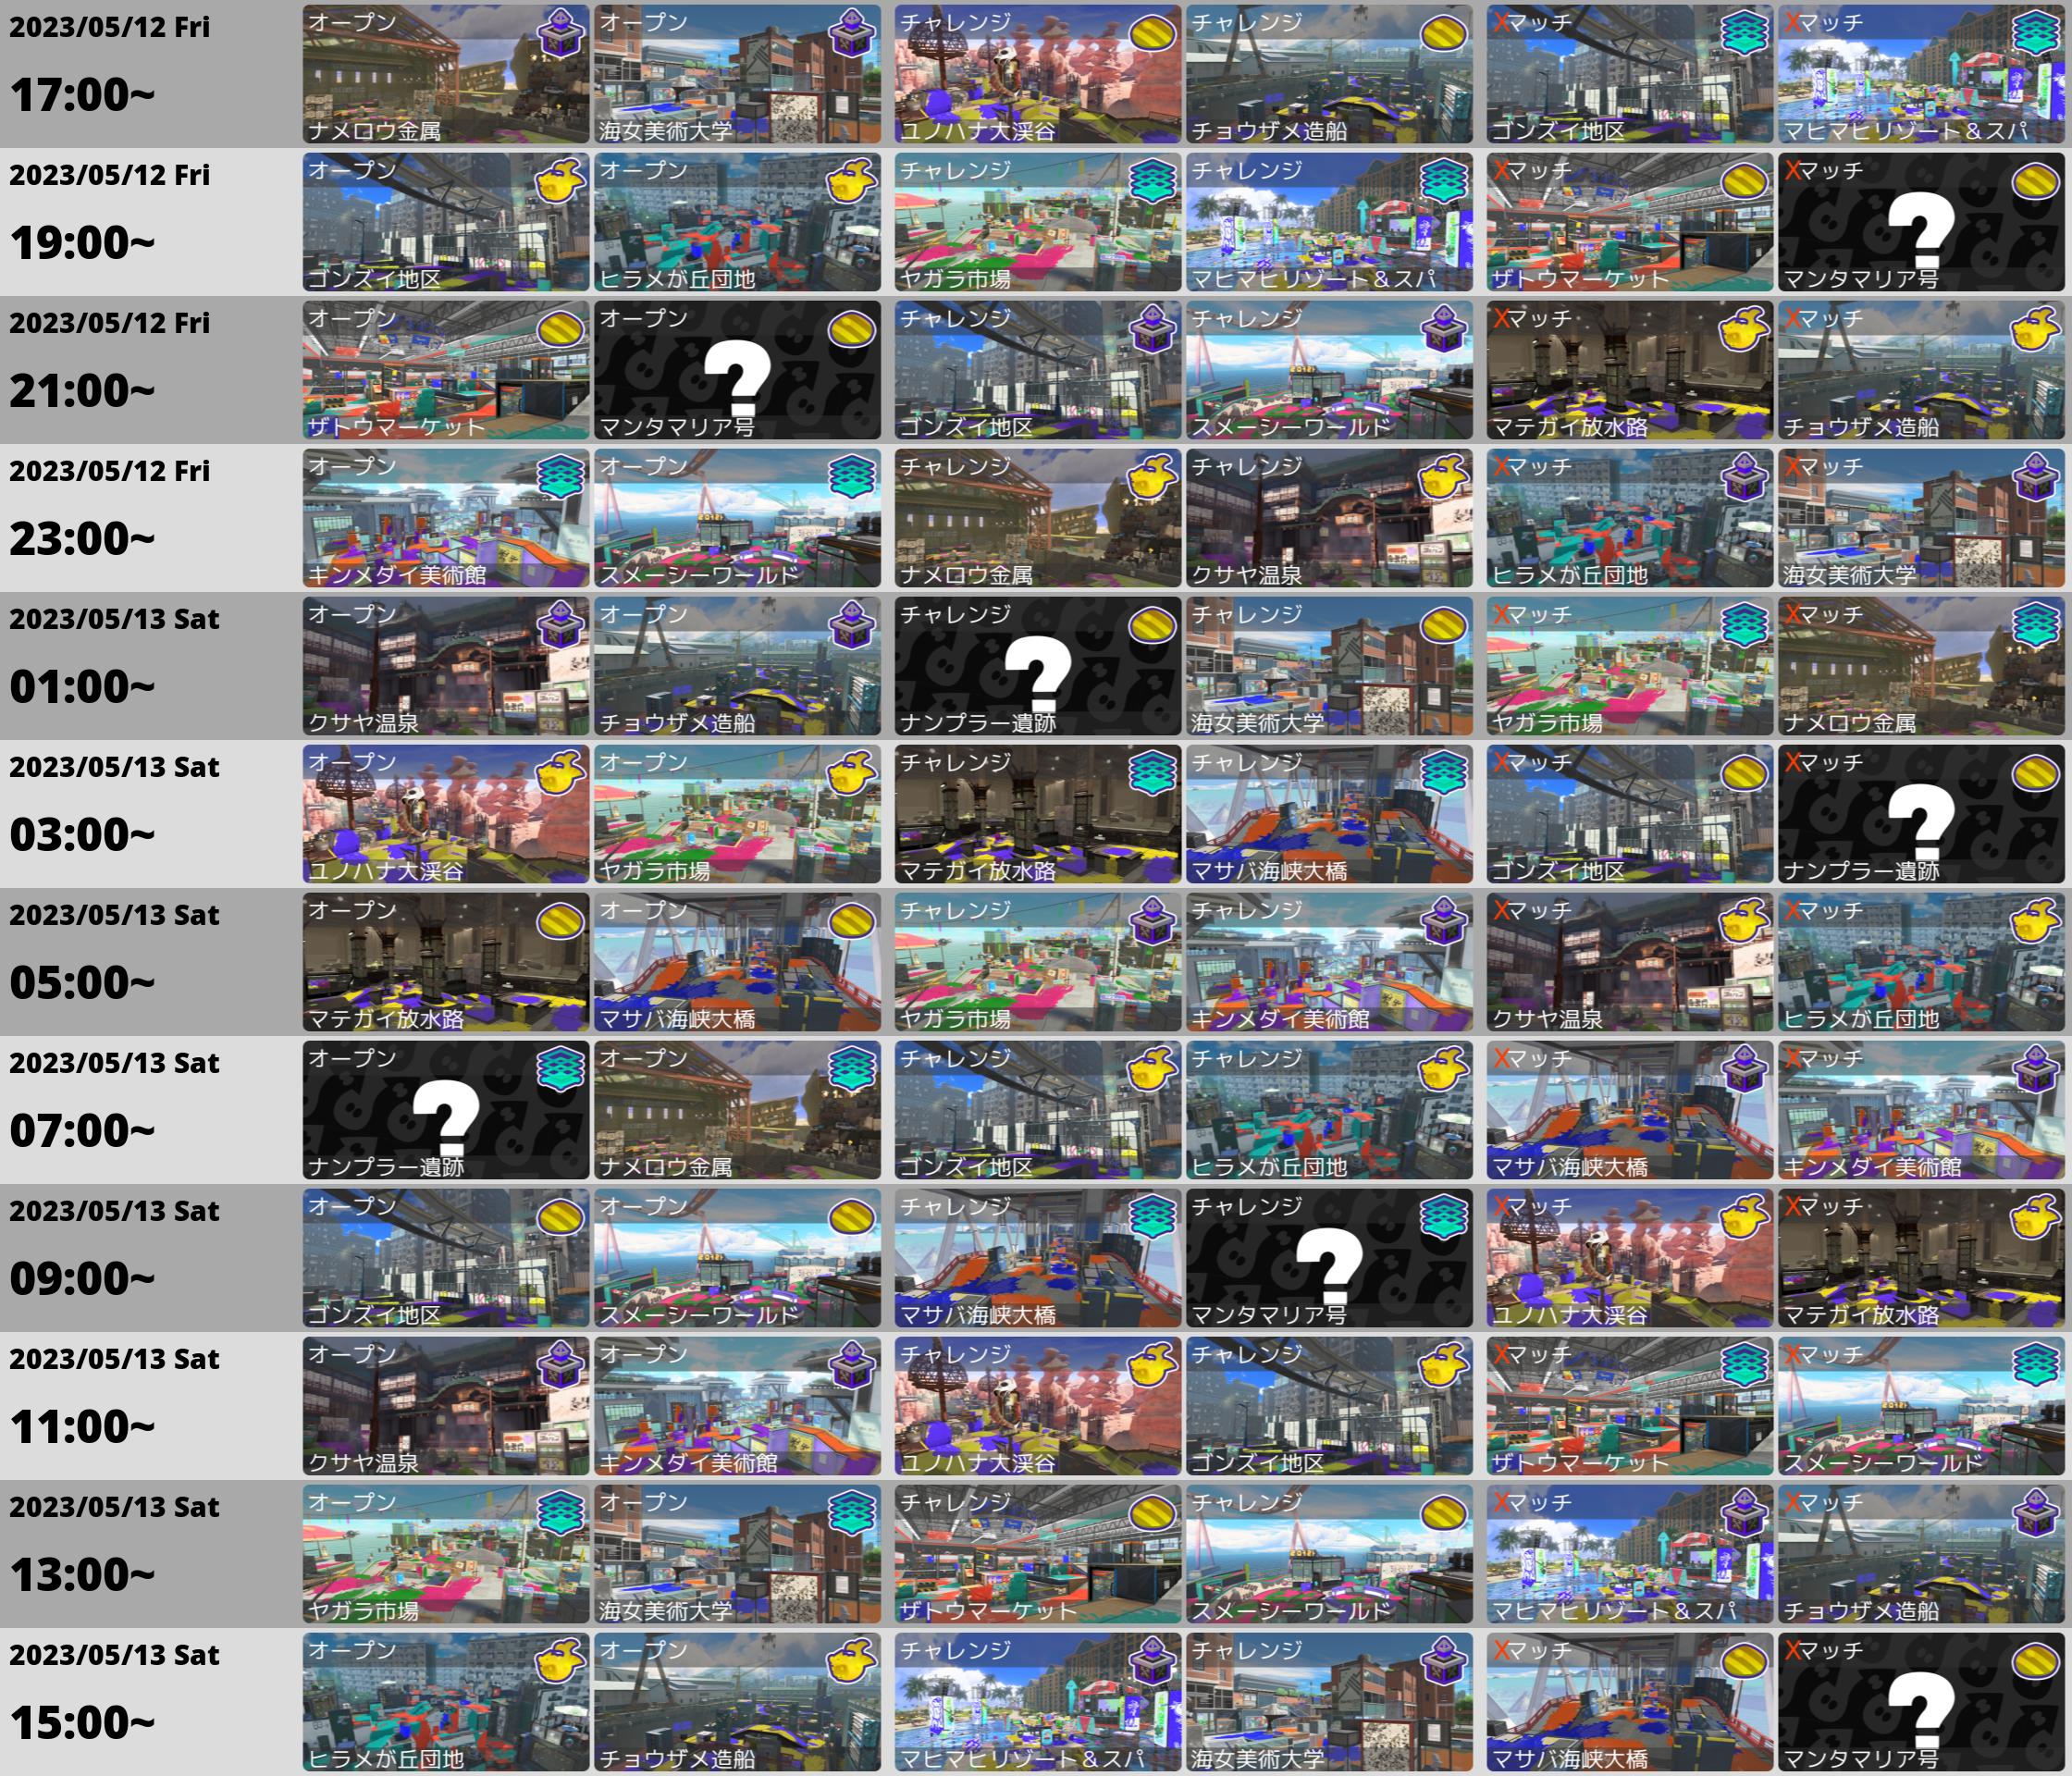 2023/05/12 Fri
17:00~
オープン
ナメロウ金属
オープン
海女美術大学
チャレンジ
ユノハナ大渓谷
チャレンジ
チョウザメ造船
Xマッチ
ゴンズイ地区
Xマッチ
マヒマヒリゾート&スパ
2023/05/12 Fri
19:00~
オープン
ゴンズイ地区
オープン
ヒラメが丘団地
チャレンジ
ヤガラ市場
チャレンジ
マヒマヒリゾート&スパ
Xマッチ
ザトウマーケット
Xマッチ
?
マンタマリア号
2023/05/12 Fri
21:00~
オープン
ザトウマーケット
オープン
?
マンタマリア号
チャレンジ
ゴンズイ地区
チャレンジ
スメーシーワールド
Xマッチ
マテガイ放水路
Xマッチ
チョウザメ造船
2023/05/12 Fri
23:00~
オープン
キンメダイ美術館
オープン
スメーシーワールド
チャレンジ
ナメロウ金属
チャレンジ
クサヤ温泉
Xマッチ
ヒラメが丘団地
Xマッチ
海女美術大学
2023/05/13 Sat
01:00~
オープン
クサヤ温泉
オープン
チョウザメ造船
チャレンジ
?
ナンプラー遺跡
チャレンジ
海女美術大学
Xマッチ
ヤガラ市場
Xマッチ
ナメロウ金属
2023/05/13 Sat
03:00~
オープン
ユノハナ大渓谷
オープン
ヤガラ市場
チャレンジ
マテガイ放水路
チャレンジ
マサバ海峡大橋
Xマッチ
ゴンズイ地区
Xマッチ
?
ナンプラー遺跡
2023/05/13 Sat
05:00~
オープン
マテガイ放水路
オープン
マサバ海峡大橋
チャレンジ
ヤガラ市場
チャレンジ
キンメダイ美術館
Xマッチ
クサヤ温泉
Xマッチ
ヒラメが丘団地
2023/05/13 Sat
07:00~
オープン
?
ナンプラー遺跡
オープン
ナメロウ金属
チャレンジ
ゴンズイ地区
チャレンジ
ヒラメが丘団地
Xマッチ
マサバ海峡大橋
Xマッチ
キンメダイ美術館
2023/05/13 Sat
09:00~
オープン
ゴンズイ地区
オープン
スメーシーワールド
チャレンジ
マサバ海峡大橋
チャレンジ
?
マンタマリア号
Xマッチ
ユノハナ大渓谷
Xマッチ
マテガイ放水路
2023/05/13 Sat
11:00~
オープン
クサヤ温泉
オープン
キンメダイ美術館
チャレンジ
ユノハナ大渓谷
チャレンジ
ゴンズイ地区
Xマッチ
ザトウマーケット
Xマッチ
スメーシーワールド
2023/05/13 Sat
13:00~
オープン
ヤガラ市場
オープン
海女美術大学
チャレンジ
ザトウマーケット
チャレンジ
スメーシーワールド
Xマッチ
マヒマヒリゾート&スパ
Xマッチ
チョウザメ造船
2023/05/13 Sat
15:00~
オープン
ヒラメが丘団地
オープン
チョウザメ造船
チャレンジ
マヒマヒリゾート&スパ
チャレンジ
海女美術大学
Xマッチ
マサバ海峡大橋
Xマッチ
?
マンタマリア号